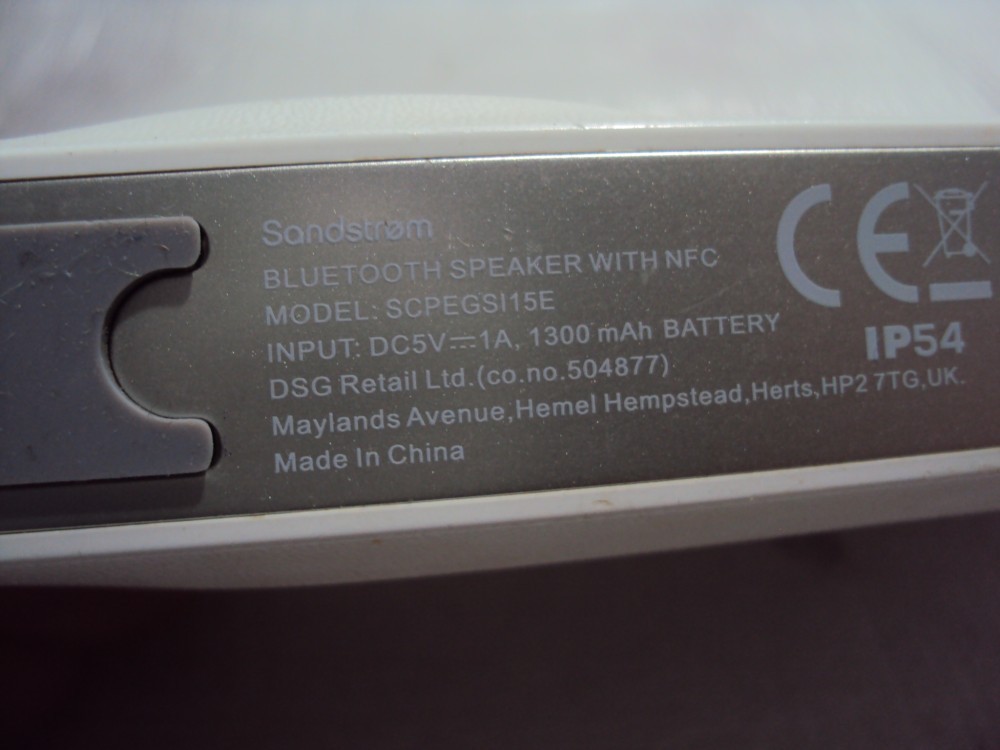 Sandstrøm
BLUETOOTH SPEAKER WITH NFC
MODEL: SCPEGSI15E
INPUT: DC5V⎓1A, 1300 mAh BATTERY
DSG Retail Ltd.(co.no.504877)
Maylands Avenue,Hemel Hempstead,Herts,HP2 7TG,UK.
Made In China
CE
IP54